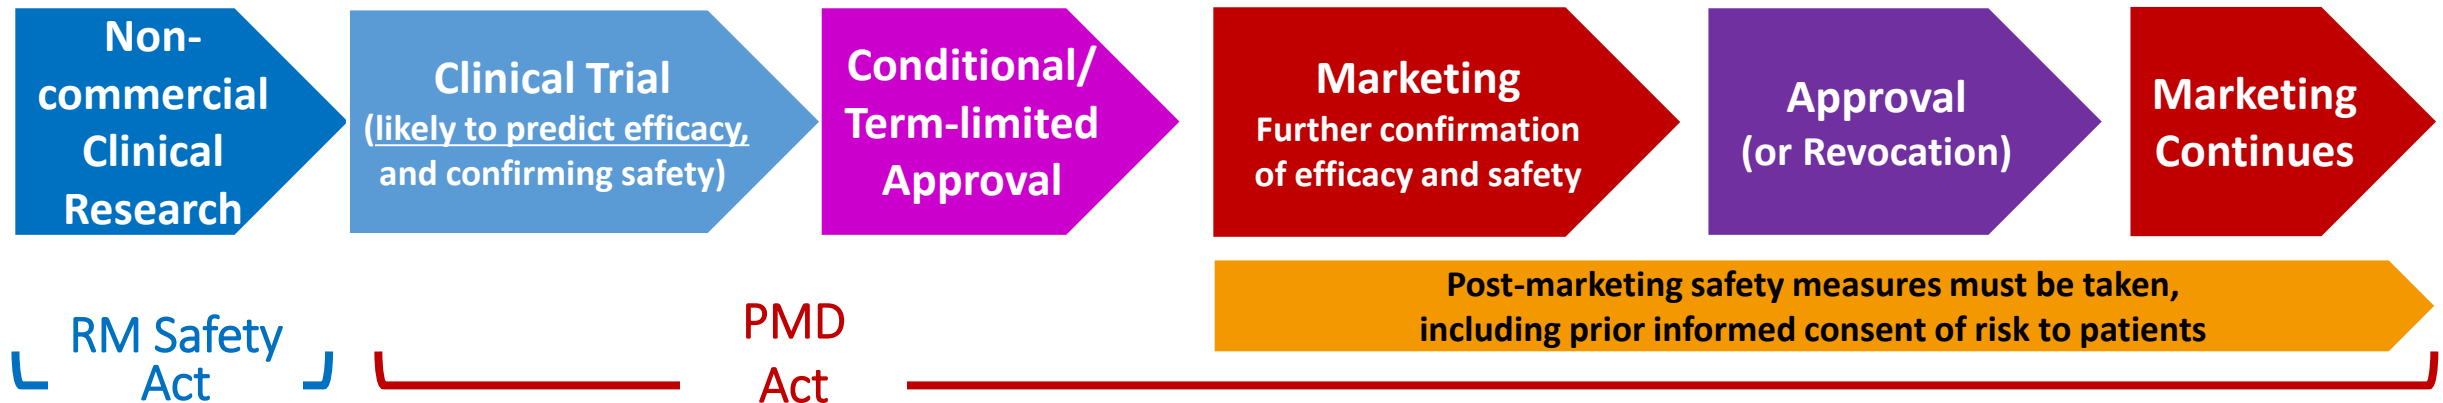 Non-
commercial
Clinical
Research
Clinical Trial
(likely to predict efficacy,
and confirming safety)
Conditional/
Term-limited
Approval
Marketing
Further confirmation
of efficacy and safety
Approval
(or Revocation)
Marketing
Continues
Post-marketing safety measures must be taken,
including prior informed consent of risk to patients
RM Safety
Act
PMD
Act